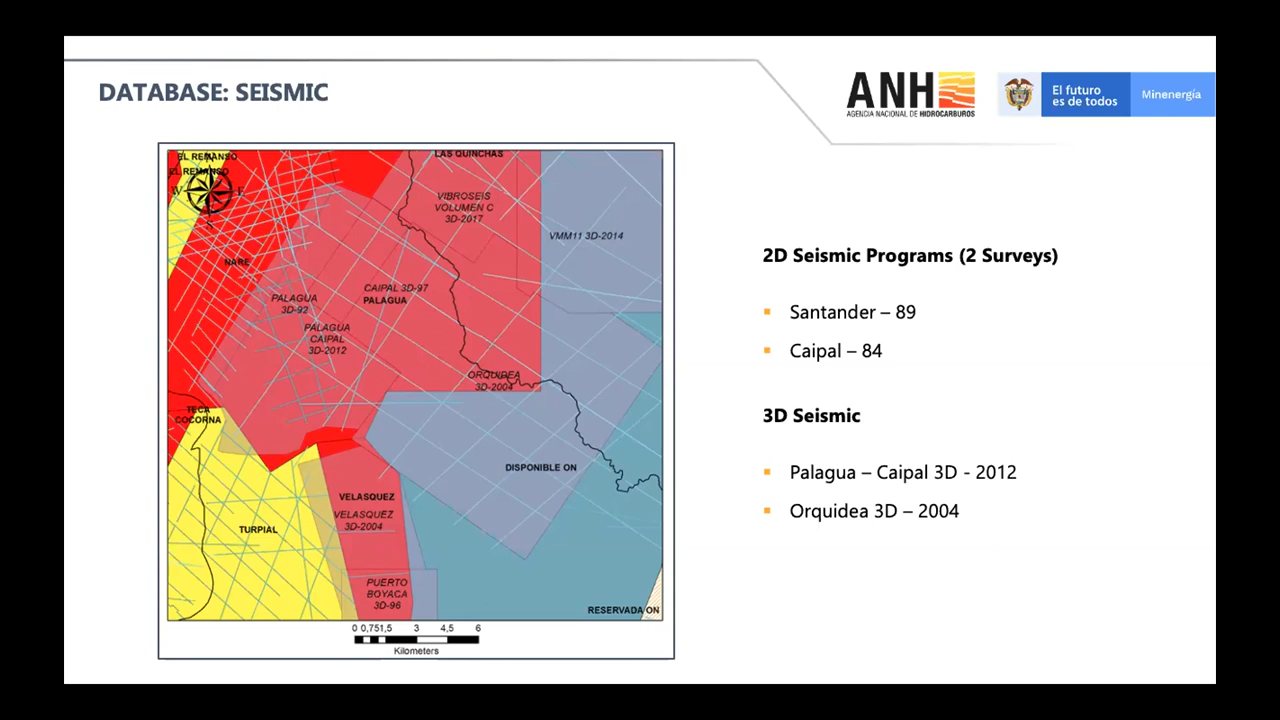 DATABASE: SEISMIC
ANH
AGENCIA NACIONAL DE HIDROCARBUROS
El futuro
es de todos
Minenergía
EL REMANSO
EL REMANSO
N
W
E
S
LAS QUINCHAS
VIBROSEIS
VOLUMEN C
3D-2017
VMM11 3D-2014
NARE
PALAGUA
3D-92
CAIPAL 3D-97
PALAGUA
PALAGUA
CAIPAL
3D-2012
ORQUIDEA
3D-2004
TECA
COCORNA
DISPONIBLE ON
VELASQUEZ
VELASQUEZ
3D-2004
TURPIAL
PUERTO
BOYACA
3D-96
RESERVADA ON
0 0,751,5 3 4,5 6
Kilometers
2D Seismic Programs (2 Surveys)
Santander – 89
Caipal – 84
3D Seismic
Palagua – Caipal 3D - 2012
Orquidea 3D – 2004